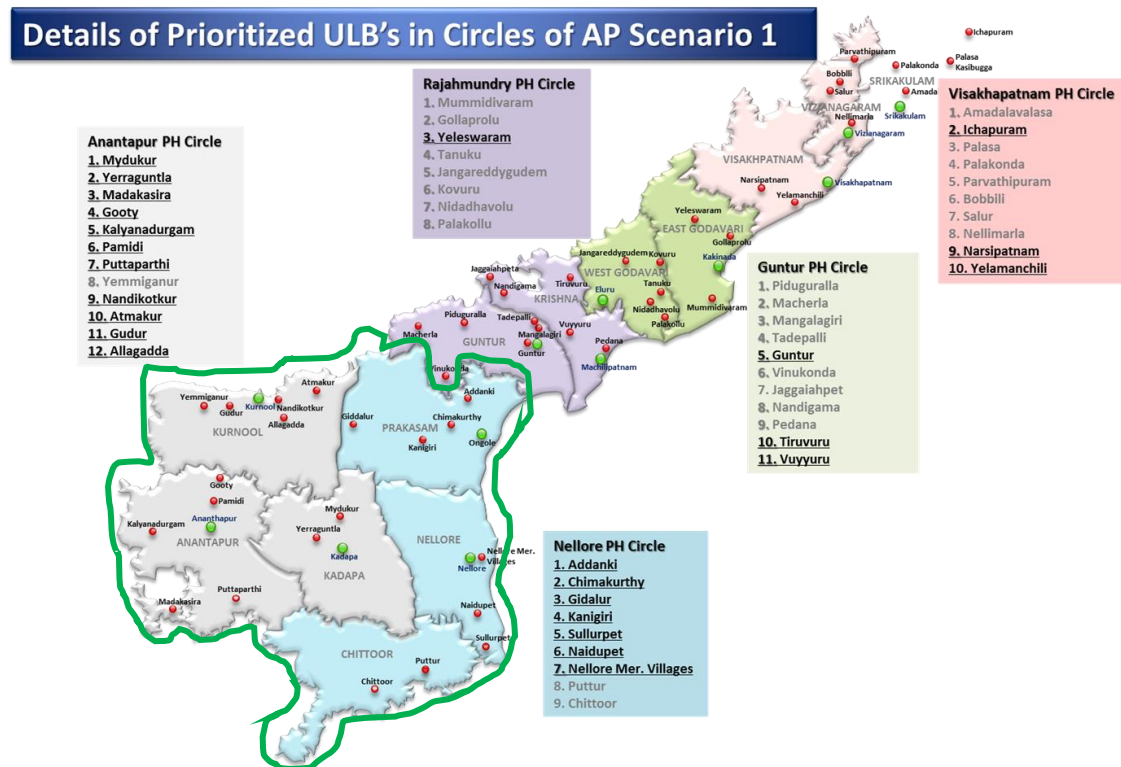 Details of Prioritized ULB's in Circles of AP Scenario 1
Anantapur PH Circle
1. Mydukur
2. Yerraguntla
3. Madakasira
4. Gooty
5. Kalyanadurgam
6. Pamidi
7. Puttaparthi
8. Yemmiganur
9. Nandikotkur
10. Atmakur
11. Gudur
12. Allagadda
Rajahmundry PH Circle
1. Mummidivaram
2. Gollaprolu
3. Yeleswaram
4. Tanuku
5. Jangareddygudem
6. Kovuru
7. Nidadhavolu
8. Palakollu
Visakhapatnam PH Circle
1. Amadalavalasa
2. Ichapuram
3. Palasa
4. Palakonda
5. Parvathipuram
6. Bobbili
7. Salur
8. Nellimarla
9. Narsipatnam
10. Yelamanchili
Guntur PH Circle
1. Piduguralla
2. Macherla
3. Mangalagiri
4. Tadepalli
5. Guntur
6. Vinukonda
7. Jaggaiahpet
8. Nandigama
9. Pedana
10. Tiruvuru
11. Vuyyuru
Nellore PH Circle
1. Addanki
2. Chimakurthy
3. Gidalur
4. Kanigiri
5. Sullurpet
6. Naidupet
7. Nellore Mer. Villages
8. Puttur
9. Chittoor
Ichapuram
Parvathipuram
Palakonda
Palasa
Kasibugga
Bobblli
SRIKAKULAM
Salur
Amada
VIZIANAGARAM
Srikakulam
Nellimarla
Vizianagaram
VISAKHPATNAM
Narsipatnam
Visakhapatnam
Yelamanchili
Yeleswaram
EAST GODAVARI
Gollaprolu
Jangareddygudem
Kovuru
Kakinada
WEST GODAVARI
Jaggaiahpeta
Tiruvuru
Nandigama
Eluru
Tanuku
KRISHNA
Nidadhavolu
Mummidivaram
Palakollu
Piduguralla
Tadepalli
Macherla
Mangalagiri
Vuyyuru
GUNTUR
Guntur
Pedana
Machilipatnam
Vinukonda
Atmakur
Addanki
Yemmiganur
Gudur
Kurnool
Nandikotkur
Allagadda
KURNOOL
Giddalur
Chimakurthy
PRAKASAM
Kanigiri
Ongole
Gooty
Pamidi
Mydukur
Ananthapur
Kalyanadurgam
Yerraguntla
ANANTAPUR
Kadapa
NELLORE
Nellore Mer.
Villages
Nellore
KADAPA
Puttaparthi
Madakasira
Naidupet
Sullurpet
CHITTOOR
Puttur
Chittoor